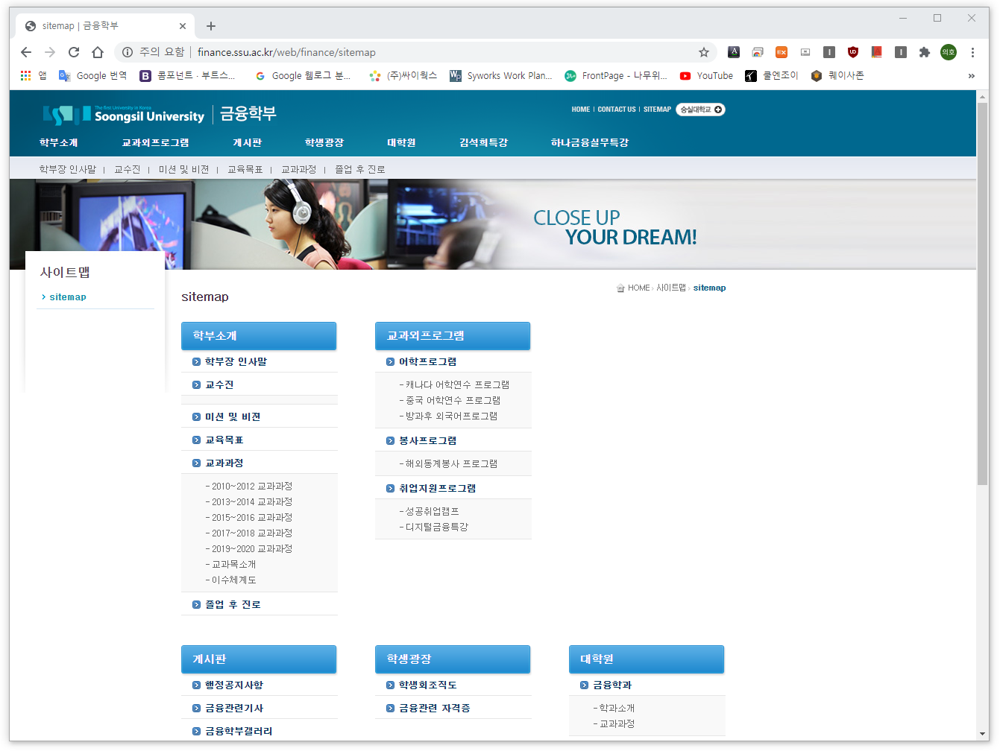 sitemap | 금융학부
주의 요함 | finance.ssu.ac.kr/web/finance/sitemap
앱 Google 번역 콤포넌트 · 부트스... Google 웹로그 분... (주)싸이웍스 Syworks Work Plan... FrontPage - 나무위... YouTube 쿨엔조이 퀘이사존 »
The first University in Korea
Soongsil University 금융학부
HOME | CONTACT US | SITEMAP 숭실대학교
학부소개 교과외프로그램 게시판 학생광장 대학원 김석희특강 하나금융실무특강
학부장 인사말 | 교수진 | 미션 및 비젼 | 교육목표 | 교과과정 | 졸업 후 진로
CLOSE UP
YOUR DREAM!
사이트맵
sitemap
HOME > 사이트맵 > sitemap
sitemap
학부소개
학부장 인사말
교수진
미션 및 비젼
교육목표
교과과정
- 2010~2012 교과과정
- 2013~2014 교과과정
- 2015~2016 교과과정
- 2017~2018 교과과정
- 2019~2020 교과과정
- 교과목소개
- 이수체계도
졸업 후 진로
교과외프로그램
어학프로그램
- 캐나다 어학연수 프로그램
- 중국 어학연수 프로그램
- 방과후 외국어프로그램
봉사프로그램
- 해외동계봉사 프로그램
취업지원프로그램
- 성공취업캠프
- 디지털금융특강
게시판
행정공지사항
금융관련기사
금융학부갤러리
학생광장
학생회조직도
금융관련 자격증
대학원
금융학과
- 학과소개
- 교과과정